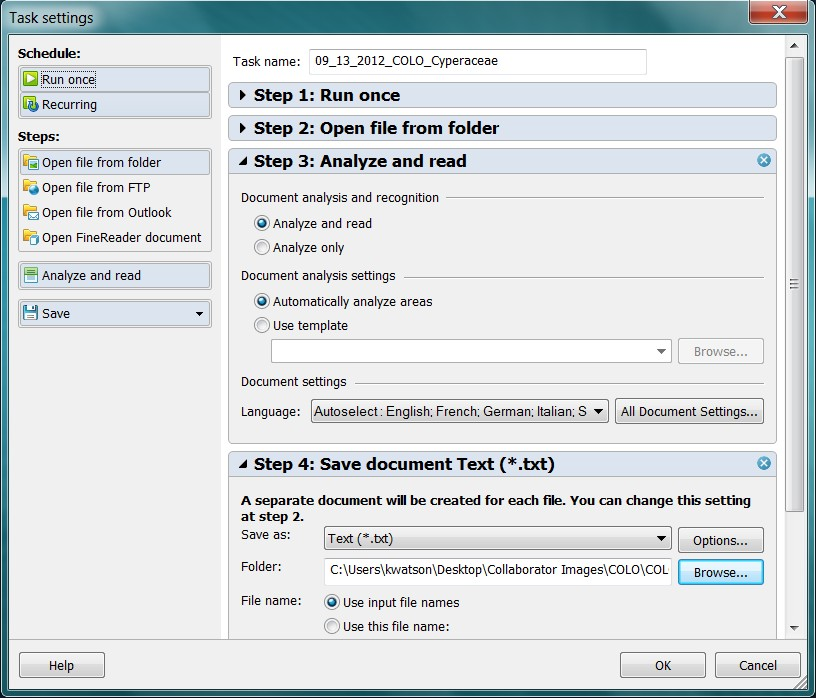 Task settings
Schedule:
Run once
Recurring
Steps:
Open file from folder
Open file from FTP
Open file from Outlook
Open FineReader document
Analyze and read
Save
Task name: 09_13_2012_COLO_Cyperaceae
Step 1: Run once
Step 2: Open file from folder
Step 3: Analyze and read
Document analysis and recognition
Analyze and read
Analyze only
Document analysis settings
Automatically analyze areas
Use template
Browse...
Document settings
Language: Autoselect: English; French; German; Italian; S All Document Settings...
Step 4: Save document Text (*.txt)
A separate document will be created for each file. You can change this setting
at step 2.
Save as: Text (*.txt) Options...
Folder: C:\Users\kwatson\Desktop\Collaborator Images\COLO\COL Browse...
File name: Use input file names
Use this file name:
Help OK Cancel